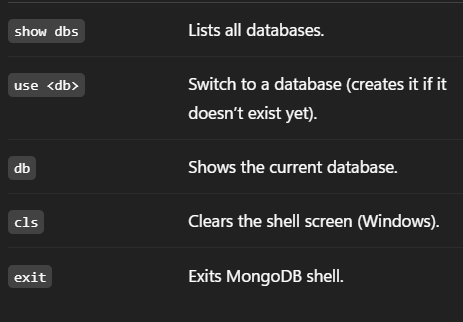 show dbs Lists all databases.
use <db> Switch to a database (creates it if it
doesn’t exist yet).
db Shows the current database.
cls Clears the shell screen (Windows).
exit Exits MongoDB shell.